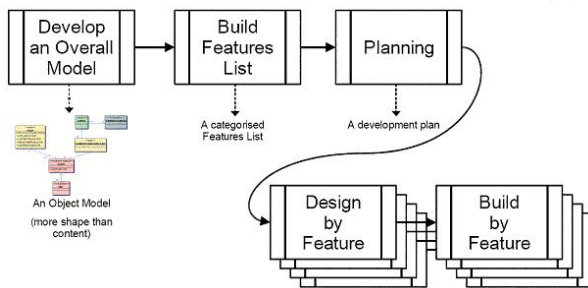 Develop
an Overall
Model
Build
Features
List
Planning
A categorised
Features List
A development plan
An Object Model
(more shape than
content)
Design
by
Feature
Build
by
Feature